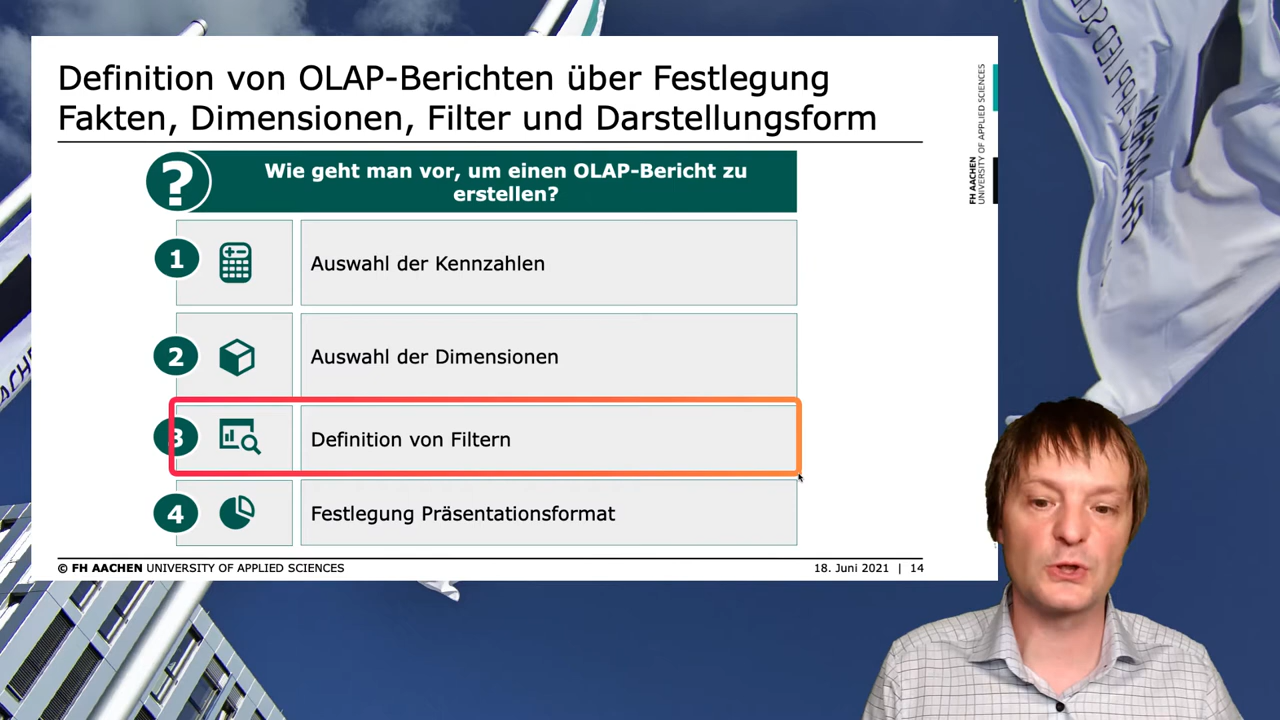 Definition von OLAP-Berichten über Festlegung
Fakten, Dimensionen, Filter und Darstellungsform
?
Wie geht man vor, um einen OLAP-Bericht zu
erstellen?
1
Auswahl der Kennzahlen
2
Auswahl der Dimensionen
3
Definition von Filtern
4
Festlegung Präsentationsformat
© FH AACHEN UNIVERSITY OF APPLIED SCIENCES
18. Juni 2021 | 14
FH AACHEN
UNIVERSITY OF APPLIED SCIENCES
FH AACHEN